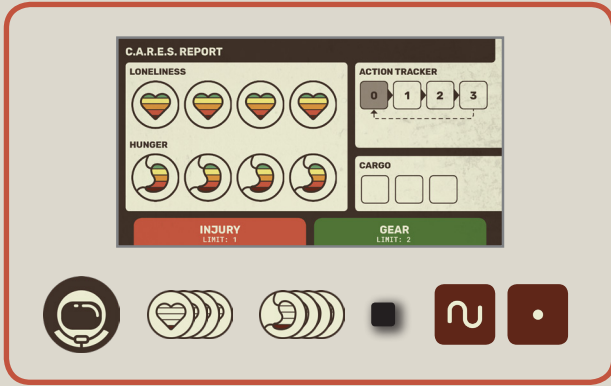 C.A.R.E.S. REPORT
LONELINESS
ACTION TRACKER
0 1 2 3
HUNGER
CARGO
INJURY
LIMIT: 1
GEAR
LIMIT: 2